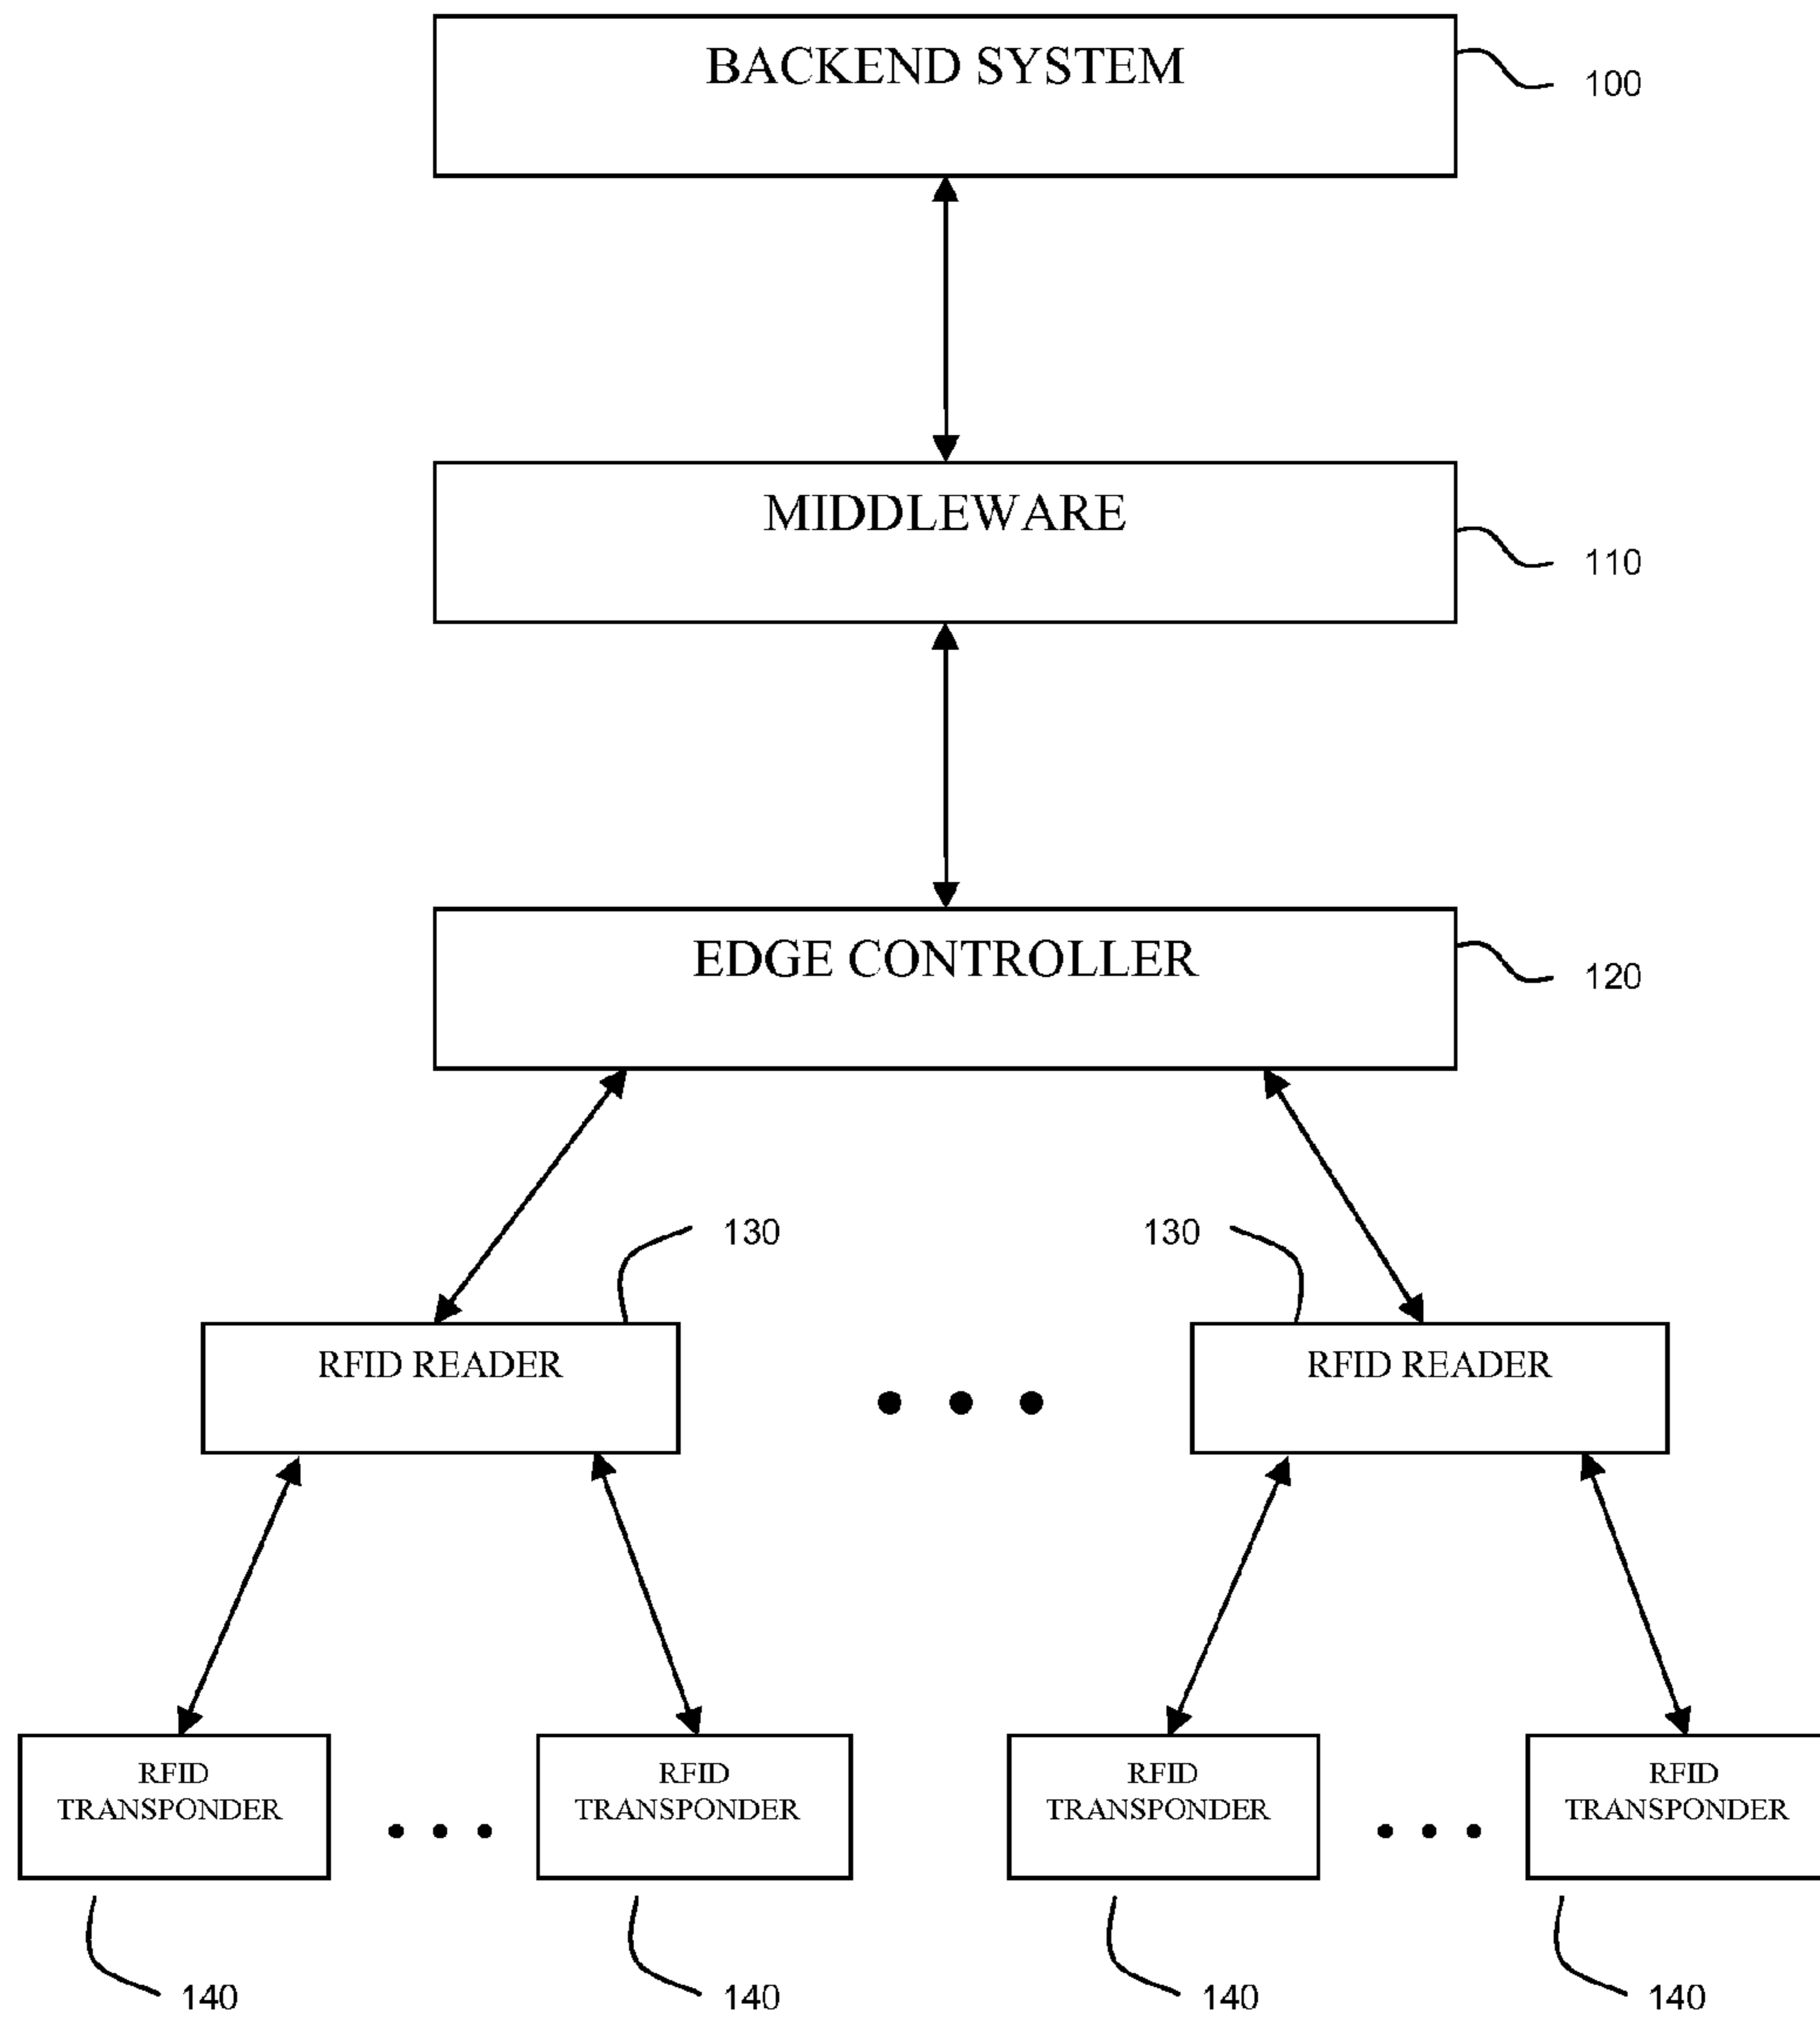 BACKEND SYSTEM
100
MIDDLEWARE
110
EDGE CONTROLLER
120
130
130
RFID READER
RFID READER
RFID
TRANSPONDER
RFID
TRANSPONDER
RFID
TRANSPONDER
RFID
TRANSPONDER
140
140
140
140